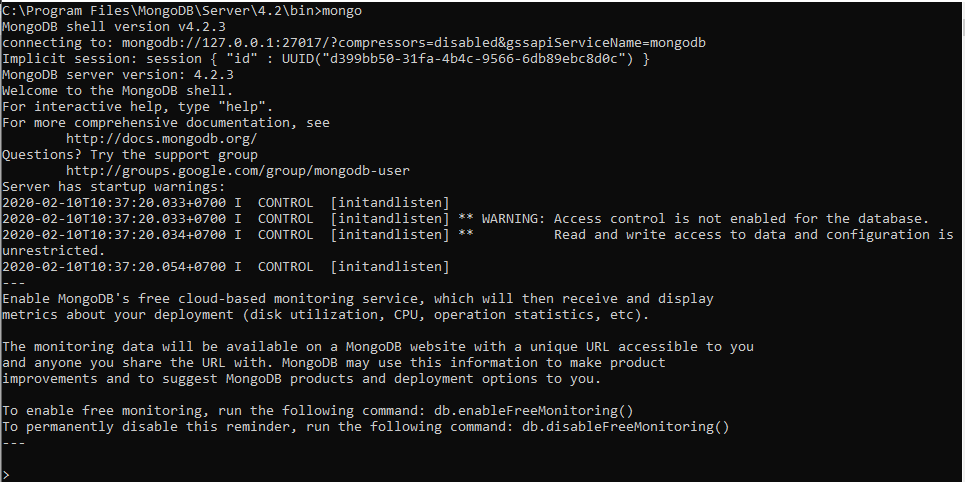 C:\Program Files\MongoDB\Server\4.2\bin>mongo
MongoDB shell version v4.2.3
connecting to: mongodb://127.0.0.1:27017/?compressors=disabled&gssapiServiceName=mongodb
Implicit session: session { "id" : UUID("d399bb50-31fa-4b4c-9566-6db89ebc8d0c") }
MongoDB server version: 4.2.3
Welcome to the MongoDB shell.
For interactive help, type "help".
For more comprehensive documentation, see
        http://docs.mongodb.org/
Questions? Try the support group
        http://groups.google.com/group/mongodb-user
Server has startup warnings:
2020-02-10T10:37:20.033+0700 I  CONTROL  [initandlisten]
2020-02-10T10:37:20.033+0700 I  CONTROL  [initandlisten] ** WARNING: Access control is not enabled for the database.
2020-02-10T10:37:20.034+0700 I  CONTROL  [initandlisten] **          Read and write access to data and configuration is
unrestricted.
2020-02-10T10:37:20.054+0700 I  CONTROL  [initandlisten]
---
Enable MongoDB's free cloud-based monitoring service, which will then receive and display
metrics about your deployment (disk utilization, CPU, operation statistics, etc).

The monitoring data will be available on a MongoDB website with a unique URL accessible to you
and anyone you share the URL with. MongoDB may use this information to make product
improvements and to suggest MongoDB products and deployment options to you.

To enable free monitoring, run the following command: db.enableFreeMonitoring()
To permanently disable this reminder, run the following command: db.disableFreeMonitoring()
---

>